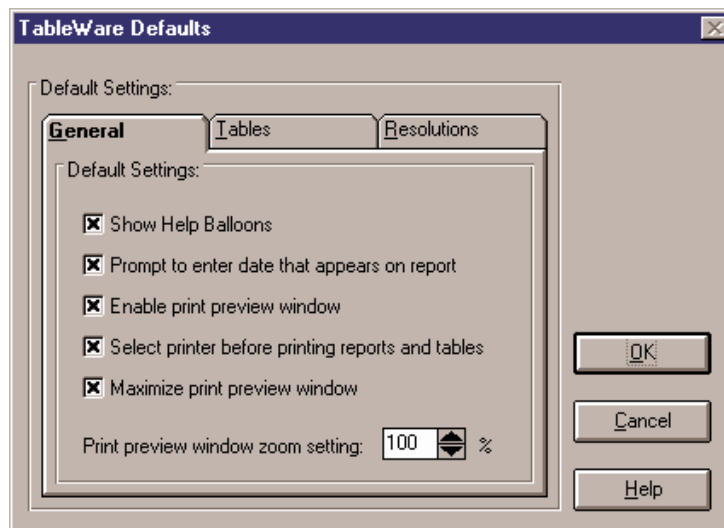 TableWare Defaults
Default Settings:
General Tables Resolutions
Default Settings:
Show Help Balloons
Prompt to enter date that appears on report
Enable print preview window
Select printer before printing reports and tables
Maximize print preview window
Print preview window zoom setting: 100 %
OK
Cancel
Help